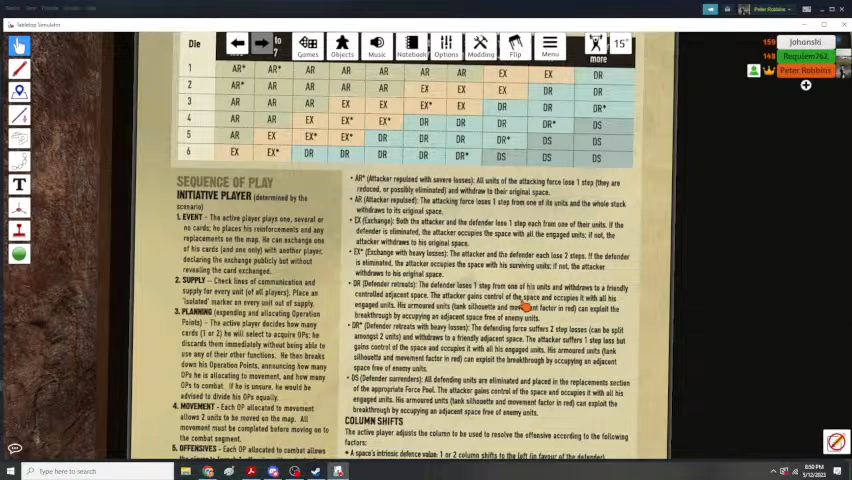 Peter Robbins
Tabletop Simulator
Die
to
7
Games
Objects
Music
Notebook
Options
Modding
Flip
Menu
15°
more
159 Johanski
148 Requiem762
Peter Robbins
1 AR* AR* AR AR AR AR AR EX EX DR
2 AR* AR AR AR AR EX EX EX DR DR
3 AR AR AR EX EX EX* EX DR DR DR*
4 AR AR EX EX* EX* DR DR DR DR* DS
5 AR EX EX* EX* DR DR DR DR* DS DS
6 EX EX* DR DR DR DR* DS DS DS
SEQUENCE OF PLAY
INITIATIVE PLAYER (determined by the
scenario)
1. EVENT - The active player plays one, several or
no cards; he places his reinforcements and any
replacements on the map. He can exchange one
of his cards (and one only) with another player,
declaring the exchange publicly but without
revealing the card exchanged.
2. SUPPLY - Check lines of communication and
supply for every unit (of all players). Place an
'isolated' marker on every unit out of supply.
3. PLANNING (expending and allocating Operation
Points) - The active player decides how many
cards (1 or 2) he will select to acquire OPs; he
discards them immediately without being able to
use any of their other functions. He then breaks
down his Operation Points, announcing how many
OPs he is allocating to movement, and how many
OPs to combat. If he is unsure, he would be
advised to divide his OPs equally.
4. MOVEMENT - Each OP allocated to movement
allows 2 units to be moved on the map. All
movement must be completed before moving on to
the combat segment.
5. OFFENSIVES - Each OP allocated to combat allows
• AR* (Attacker repulsed with severe losses): All units of the attacking force lose 1 step (they are
reduced, or possibly eliminated) and withdraw to their original space.
• AR (Attacker repulsed): The attacking force loses 1 step from one of its units and the whole stack
withdraws to its original space.
• EX (Exchange): Both the attacker and the defender lose 1 step each from one of their units. If the
defender is eliminated, the attacker occupies the space with all the engaged units; if not, the
attacker withdraws to his original space.
• EX* (Exchange with heavy losses): The attacker and the defender each lose 2 steps. If the defender
is eliminated, the attacker occupies the space with his surviving units; if not, the attacker
withdraws to his original space.
• DR (Defender retreats): The defender loses 1 step from one of his units and withdraws to a friendly
controlled adjacent space. The attacker gains control of the space and occupies it with all his
engaged units. His armoured units (tank silhouette and movement factor in red) can exploit the
breakthrough by occupying an adjacent space free of enemy units.
• DR* (Defender retreats with heavy losses): The defending force suffers 2 step losses (can be split
amongst 2 units) and withdraws to a friendly adjacent space. The attacker suffers 1 step loss but
gains control of the space and occupies it with all his engaged units. His armoured units (tank
silhouette and movement factor in red) can exploit the breakthrough by occupying an adjacent
space free of enemy units.
• DS (Defender surrenders): All defending units are eliminated and placed in the replacements section
of the appropriate Force Pool. The attacker gains control of the space and occupies it with all his
engaged units. His armoured units (tank silhouette and movement factor in red) can exploit the
breakthrough by occupying an adjacent space free of enemy units.
COLUMN SHIFTS
The active player adjusts the column to be used to resolve the offensive according to the following
factors:
• A space's intrinsic defence value: 1 or 2 column shifts to the left (in favour of the defender)
Type here to search
8:50 PM
5/12/2023